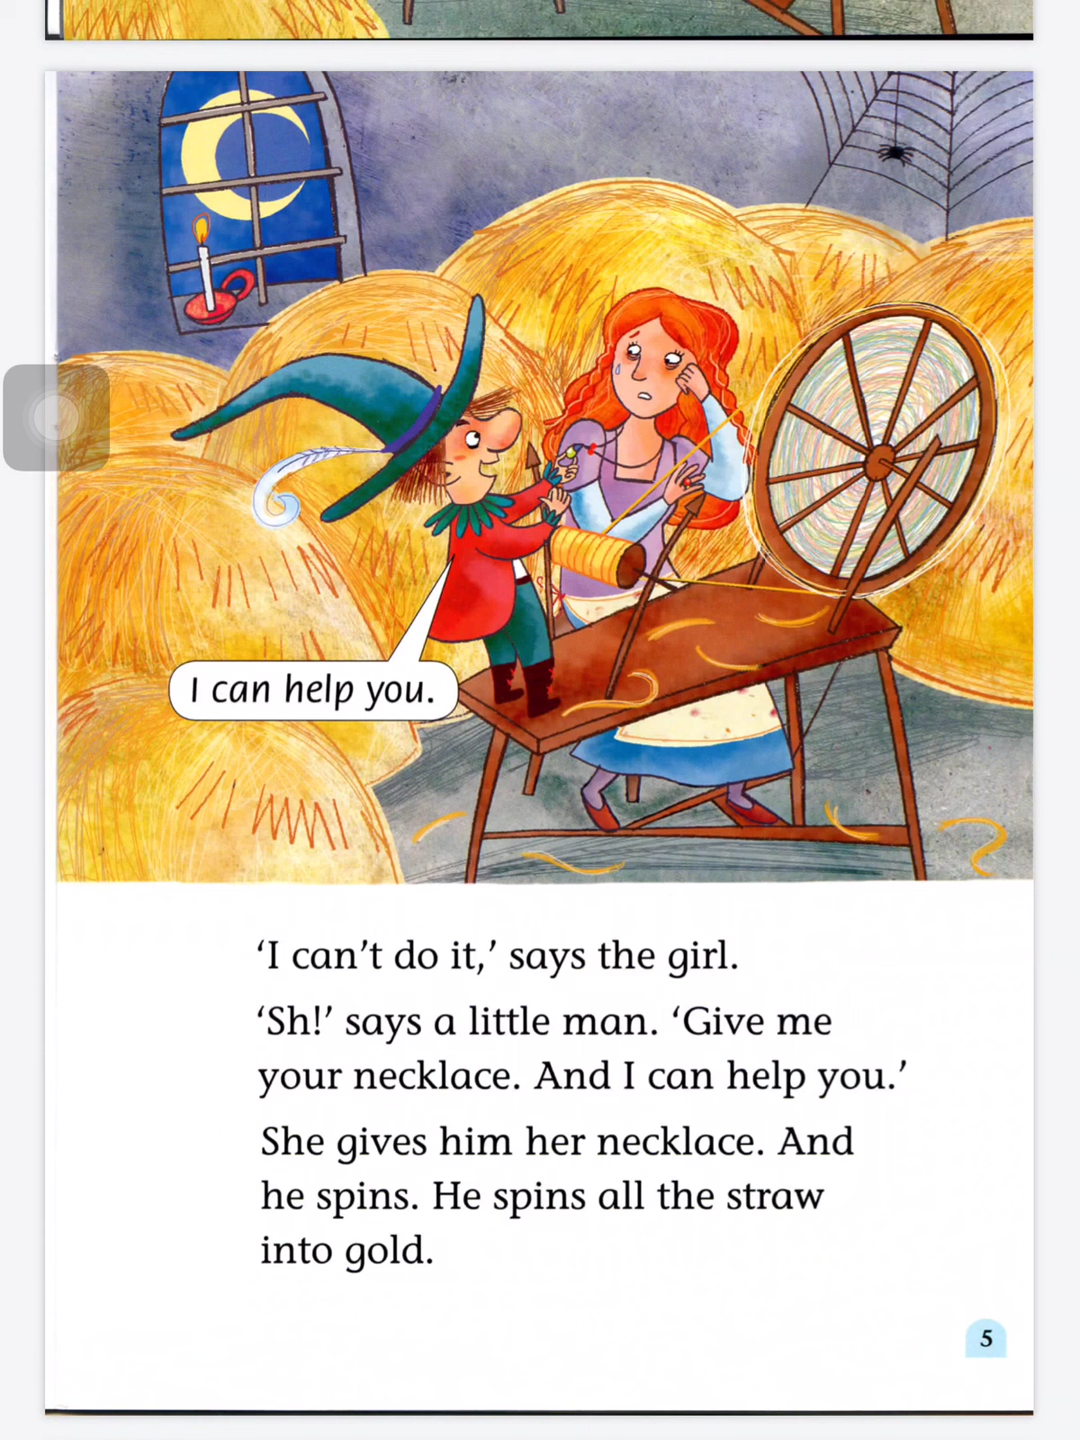 I can help you.
‘I can’t do it,’ says the girl.
‘Sh!’ says a little man. ‘Give me
your necklace. And I can help you.’
She gives him her necklace. And
he spins. He spins all the straw
into gold.
5